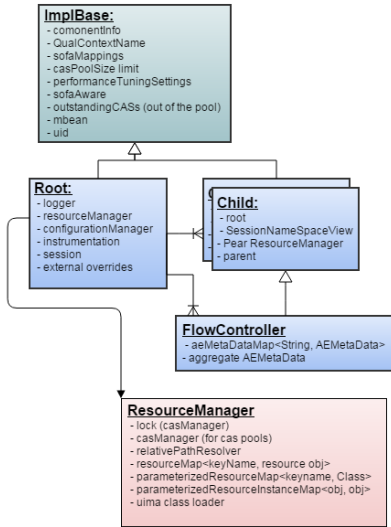 ImplBase:
- comonentInfo
- QualContextName
- sofaMappings
- casPoolSize limit
- performanceTuningSettings
- sofaAware
- outstandingCASs (out of the pool)
- mbean
- uid
Root:
- logger
- resourceManager
- configurationManager
- instrumentation
- session
- external overrides
Child:
- root
- SessionNameSpaceView
- Pear ResourceManager
- parent
FlowController
- aeMetaDataMap<String, AEMetaData>
- aggregate AEMetaData
ResourceManager
- lock (casManager)
- casManager (for cas pools)
- relativePathResolver
- resourceMap<keyName, resource obj>
- parameterizedResourceMap<keyname, Class>
- parameterizedResourceInstanceMap<obj, obj>
- uima class loader